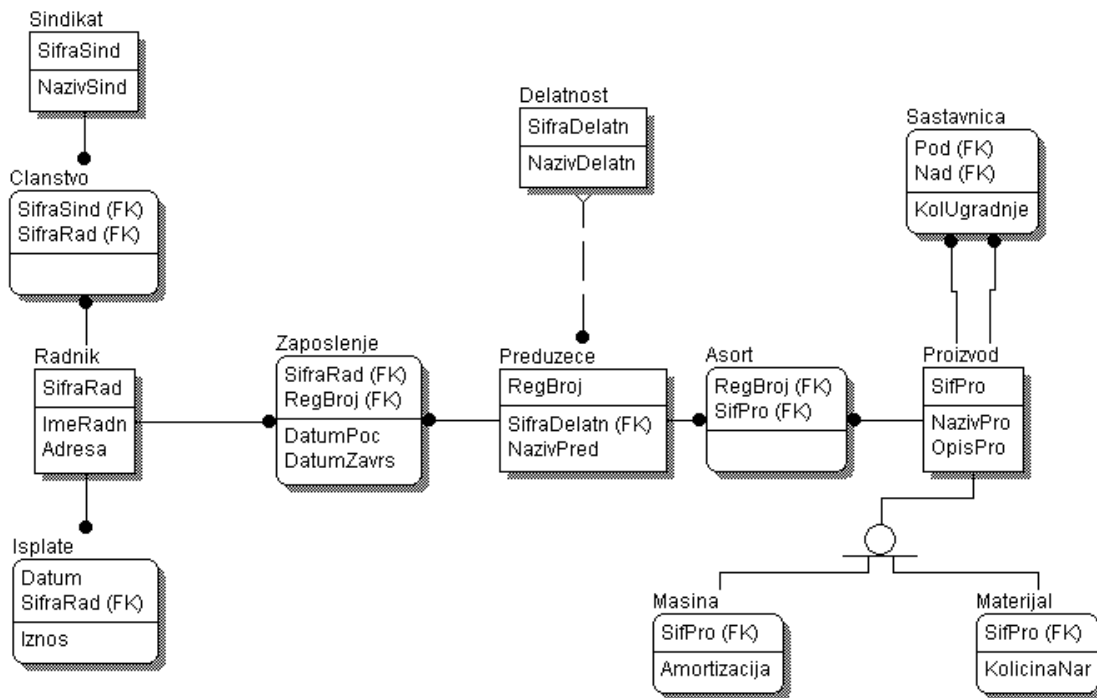 Sindikat
SifraSind
NazivSind
Delatnost
SifraDelatn
NazivDelatn
Sastavnica
Pod (FK)
Nad (FK)
KolUgradnje
Clanstvo
SifraSind (FK)
SifraRad (FK)
Radnik
SifraRad
ImeRadn
Adresa
Zaposlenje
SifraRad (FK)
RegBroj (FK)
DatumPoc
DatumZavrs
Preduzece
RegBroj
SifraDelatn (FK)
NazivPred
Asort
RegBroj (FK)
SifPro (FK)
Proizvod
SifPro
NazivPro
OpisPro
Isplate
Datum
SifraRad (FK)
Iznos
Masina
SifPro (FK)
Amortizacija
Materijal
SifPro (FK)
KolicinaNar